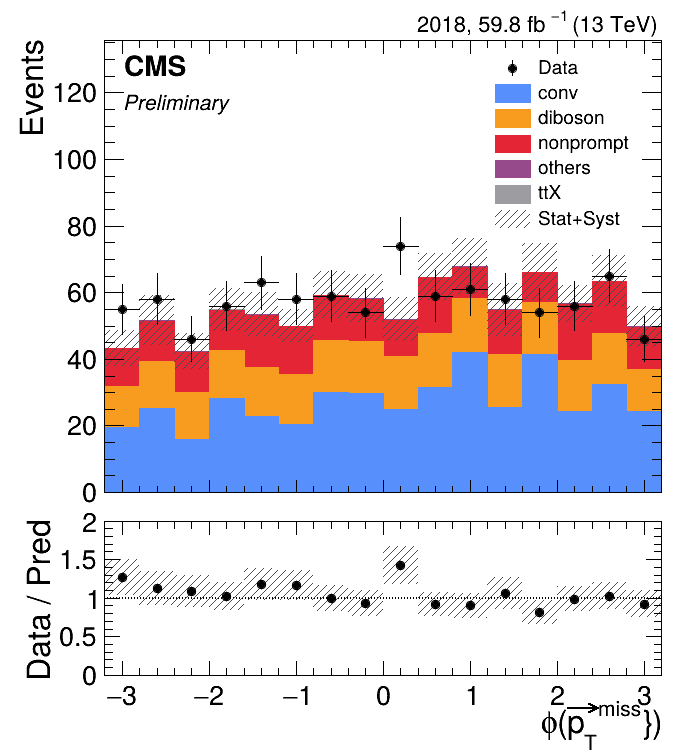 2018, 59.8 fb⁻¹ (13 TeV)
CMS
Preliminary
Data
conv
diboson
nonprompt
others
ttX
Stat+Syst
Events
120
100
80
60
40
20
0
Data / Pred
2
1.5
1
0.5
0
−3 −2 −1 0 1 2 3
ϕ(p_T^miss})